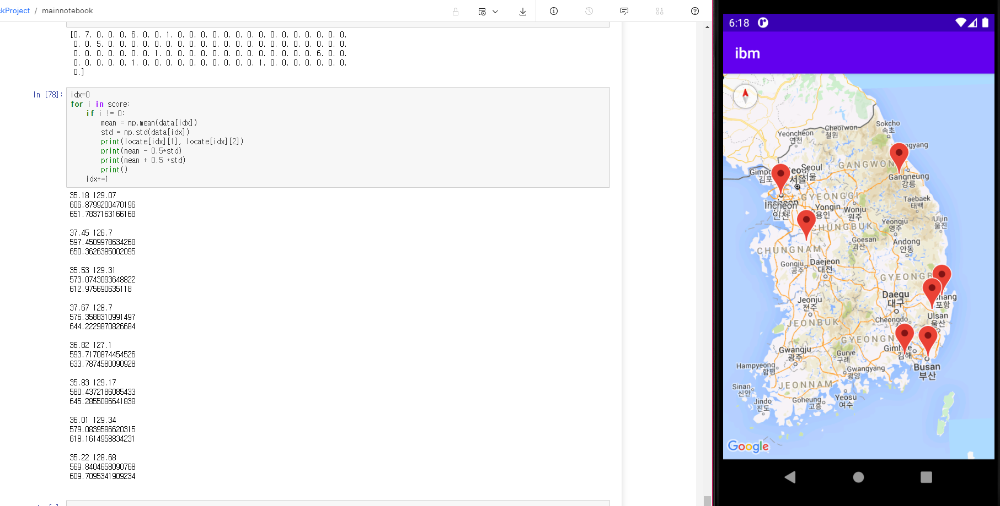 ckProject / mainnotebook
[0. 7. 0. 0. 0. 6. 0. 0. 1. 0. 0. 0. 0. 0. 0. 0. 0. 0. 0. 0. 0. 0. 0. 0.
0. 0. 5. 0. 0. 0. 0. 0. 0. 0. 0. 0. 0. 0. 0. 0. 0. 0. 0. 0. 0. 0. 0. 0.
0. 0. 0. 0. 0. 0. 0. 1. 0. 0. 0. 0. 0. 0. 0. 0. 0. 0. 0. 0. 0. 6. 0. 0.
0. 0. 0. 0. 0. 1. 0. 0. 0. 0. 0. 0. 0. 0. 0. 0. 1. 0. 0. 0. 0. 0. 0. 0.
0.]
In [78]:
idx=0
for i in score:
    if i != 0:
        mean = np.mean(data[idx])
        std = np.std(data[idx])
        print(locate[idx][1], locate[idx][2])
        print(mean - 0.5*std)
        print(mean + 0.5 *std)
        print()
    idx+=1
35.18 129.07
606.8799200470196
651.7837163166168
37.45 126.7
597.4509978634268
650.3626385002095
35.53 129.31
573.0743093648822
612.975690635118
37.67 128.7
576.3588310991497
644.2229870826684
36.82 127.1
593.7170874454526
633.7874580090928
35.83 129.17
580.4372186085433
645.2855086641838
36.01 129.34
579.0839586620315
618.1614958834231
35.22 128.68
569.8404658090768
609.7095341909234
6:18
ibm
Sokcho
속초
Cheorwon
철원
Yeoncheon
연천
ngyang
GANGWON
Seoul
서울
Gimpo
김포
Gangneung
강릉
GYEONGGI
Taebaek
태백
Incheon
인천
Yongin
용인
Wonju
원주
Yeongju
영주
Uljin
울진
CHUNGBUK
Goesan
괴산
Andong
안동
CHUNGNAM
Gongju
공주
Daejeon
대전
GYEONGB
Daegu
대구
hang
포항
Jeonju
전주
Ulsan
울산
Cheongdo
JEONBUK
GYEONGN
Gwangju
광주
Gurye
구례
Gimhae
김해
Busan
부산
Hampyeong
함평
Gwangyang
광양
JEONNAM
Sinan
신안
Jindo
진도
Goheung
고흥
Yeosu
여수
Google